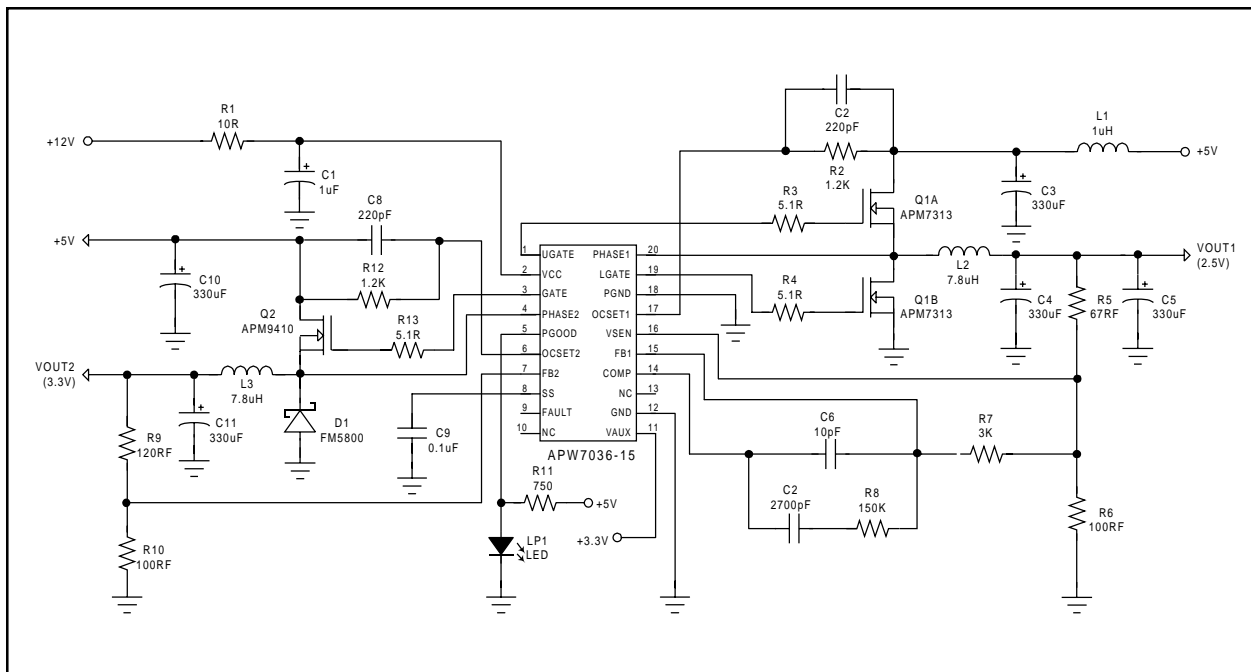 R1
10R
+12V
C1
1uF
C8
220pF
+5V
C10
330uF
R12
1.2K
Q2
APM9410
R13
5.1R
VOUT2
(3.3V)
L3
7.8uH
C11
330uF
D1
FM5800
R9
120RF
R10
100RF
C9
0.1uF
R11
750
+5V
LP1
LED
+3.3V
1 UGATE PHASE1 20
2 VCC LGATE 19
3 GATE PGND 18
4 PHASE2 OCSET1 17
5 PGOOD VSEN 16
6 OCSET2 FB1 15
7 FB2 COMP 14
8 SS NC 13
9 FAULT GND 12
10 NC VAUX 11
APW7036-15
C2
220pF
R2
1.2K
L1
1uH
+5V
R3
5.1R
Q1A
APM7313
C3
330uF
R4
5.1R
Q1B
APM7313
L2
7.8uH
VOUT1
(2.5V)
C4
330uF
R5
67RF
C5
330uF
C6
10pF
R7
3K
C2
2700pF
R8
150K
R6
100RF